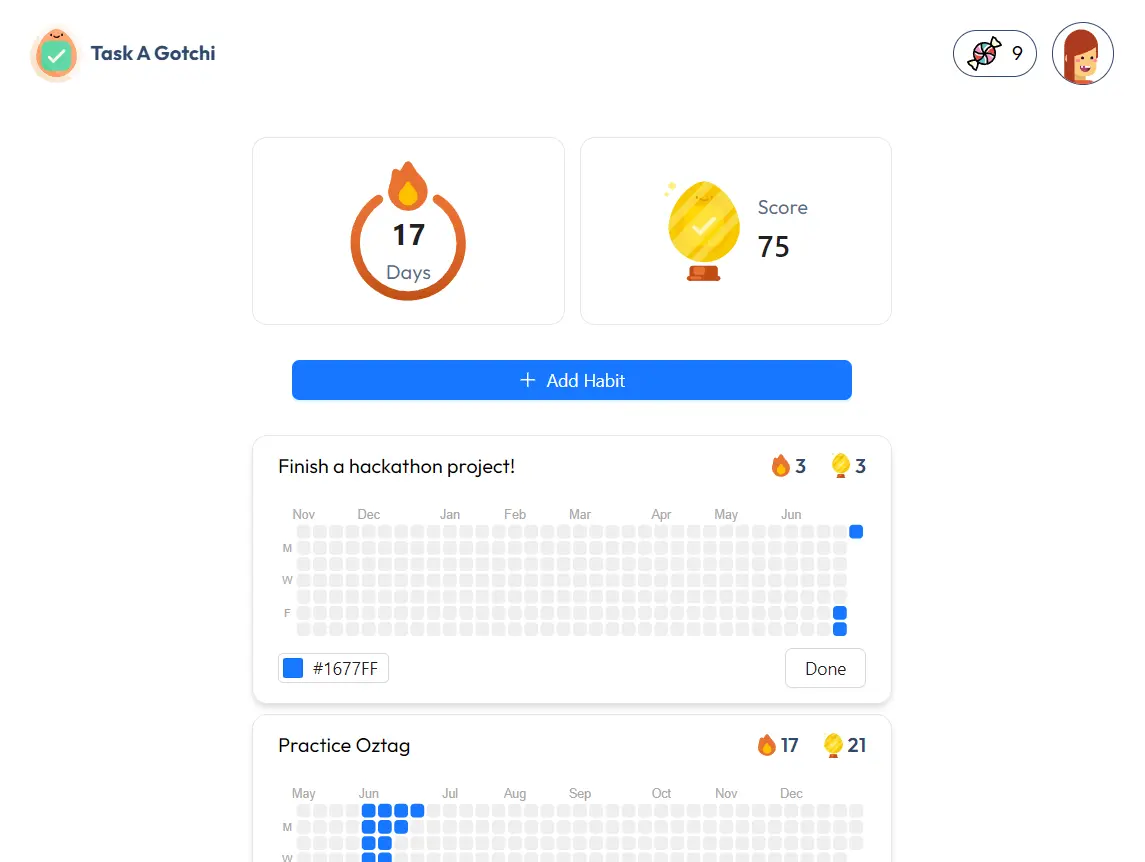 Task A Gotchi
9
17
Days
Score
75
+ Add Habit
Finish a hackathon project!
3
3
Nov Dec Jan Feb Mar Apr May Jun
M
W
F
#1677FF
Done
Practice Oztag
17
21
May Jun Jul Aug Sep Oct Nov Dec
M
W